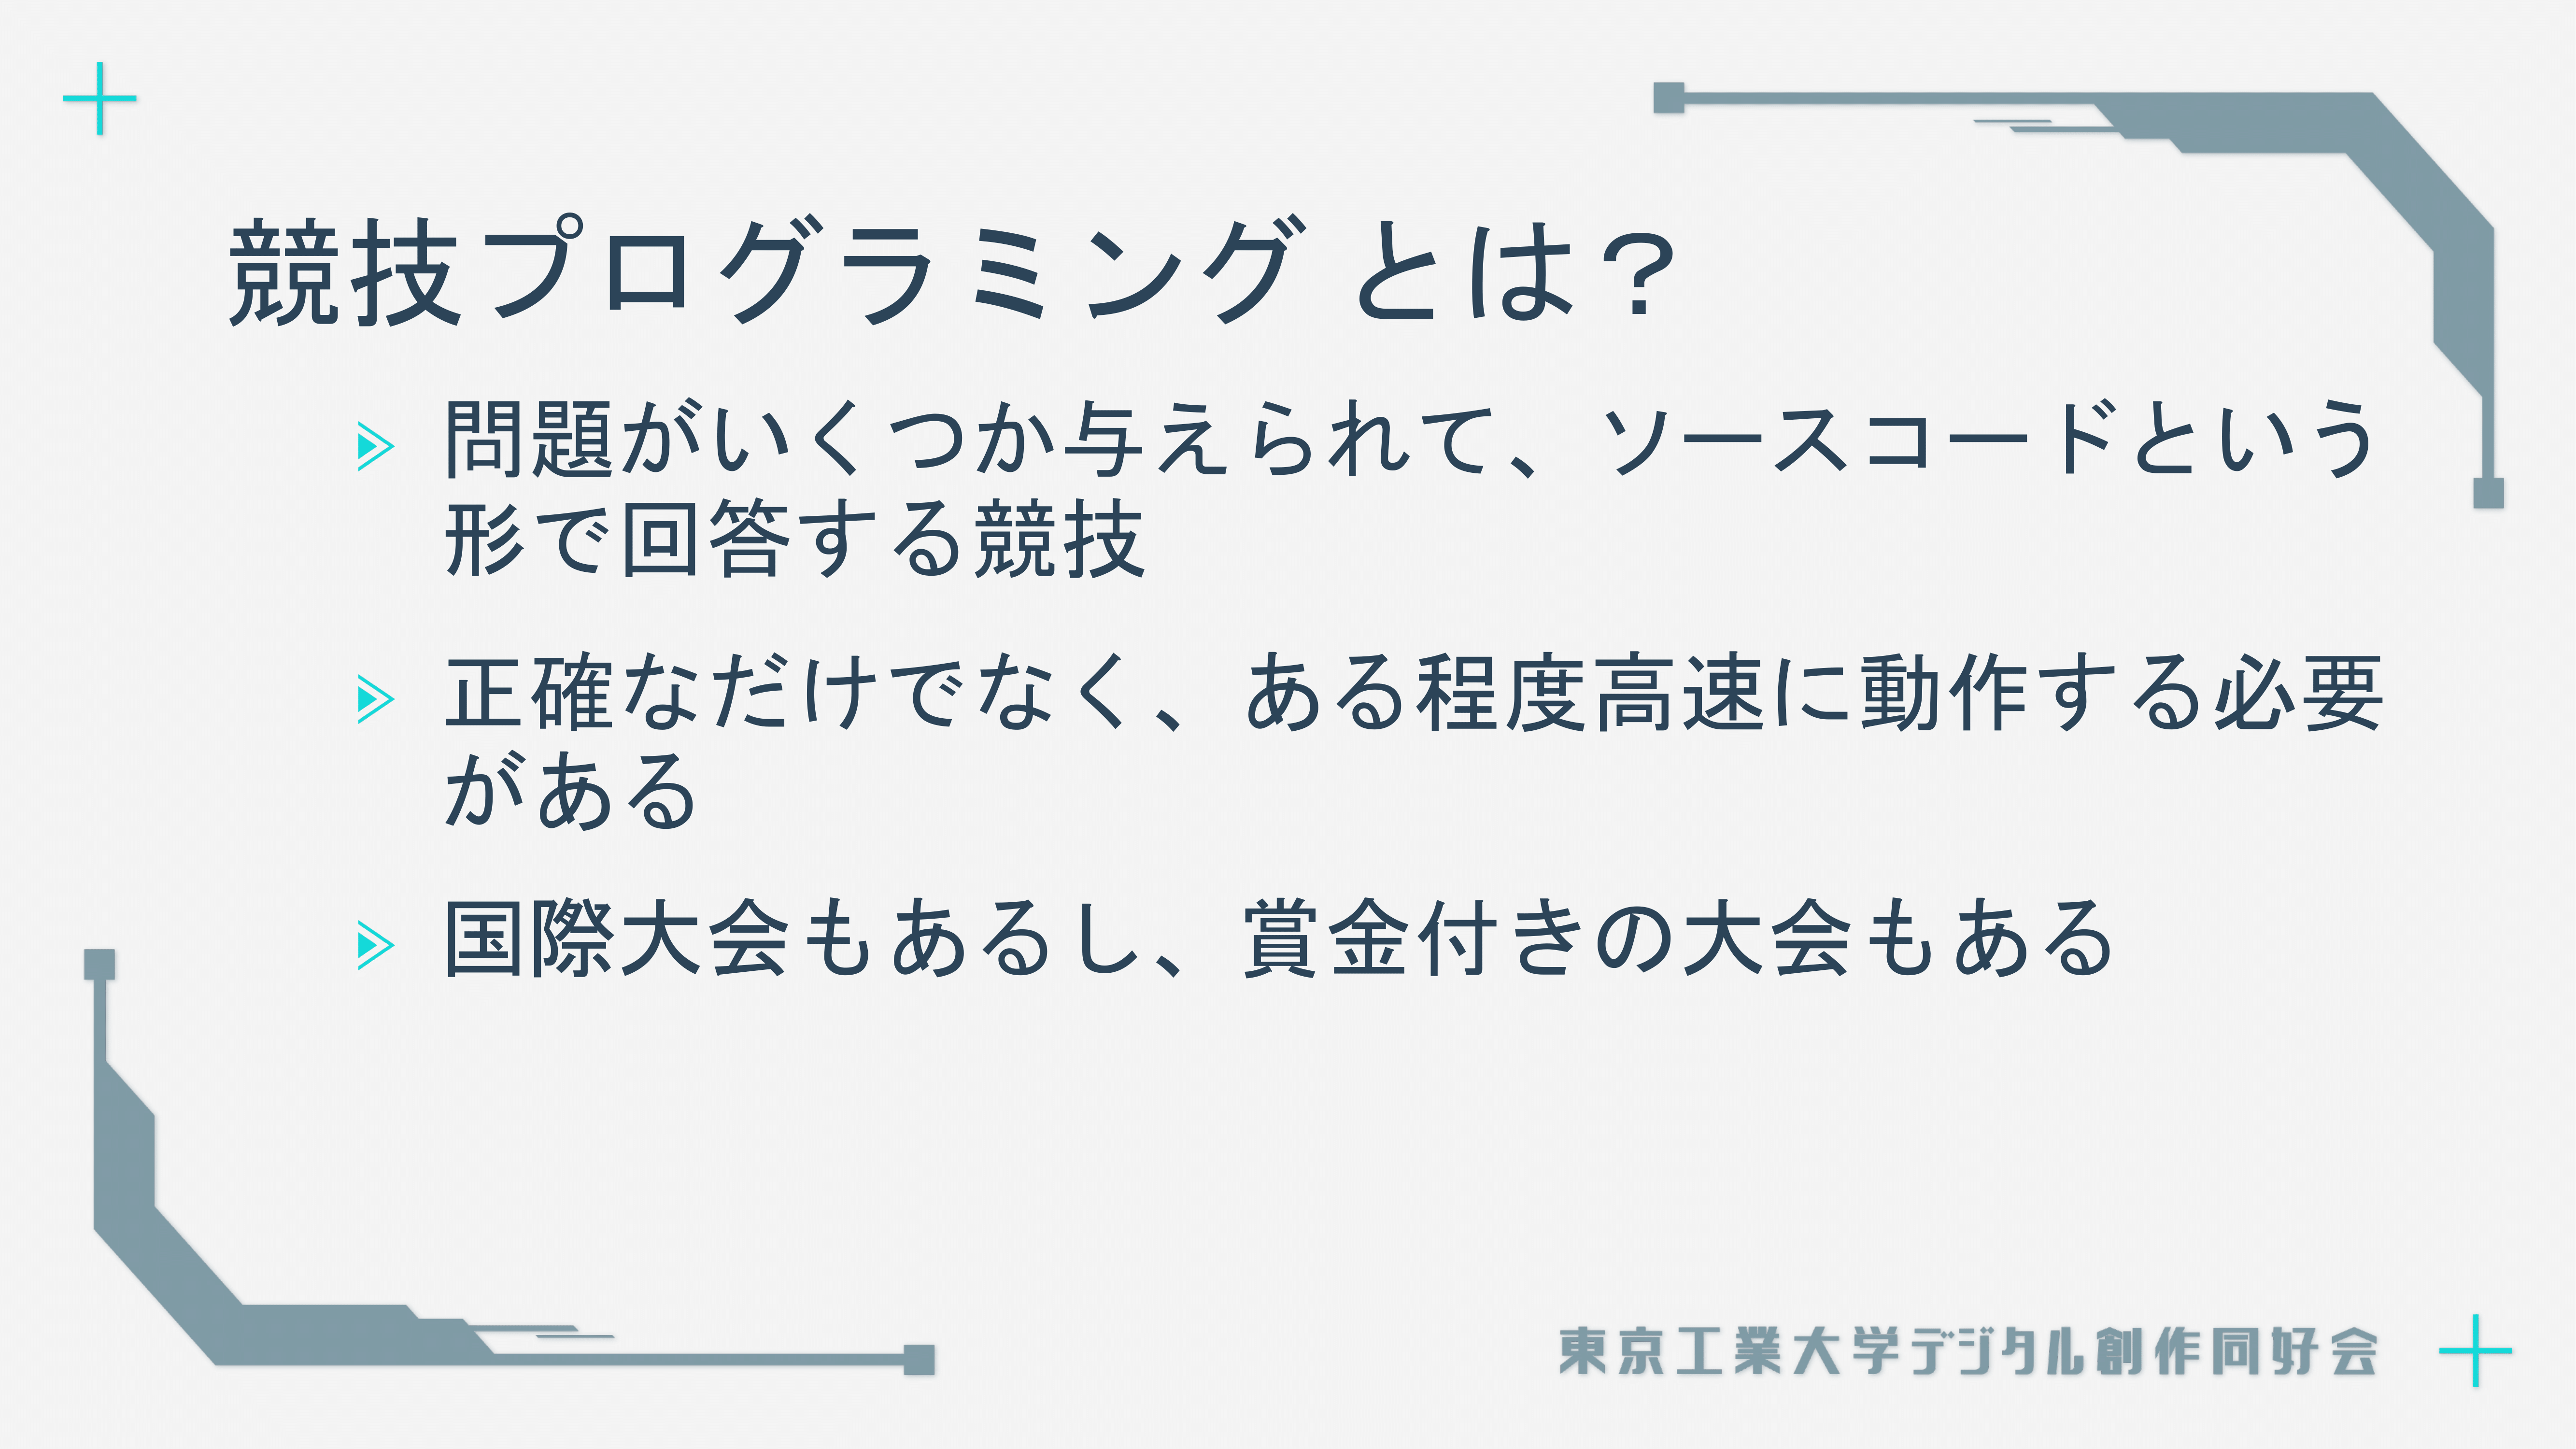 競技プログラミング とは？
問題がいくつか与えられて、ソースコードという
形で回答する競技
正確なだけでなく、ある程度高速に動作する必要
がある
国際大会もあるし、賞金付きの大会もある
東京工業大学デジタル創作同好会